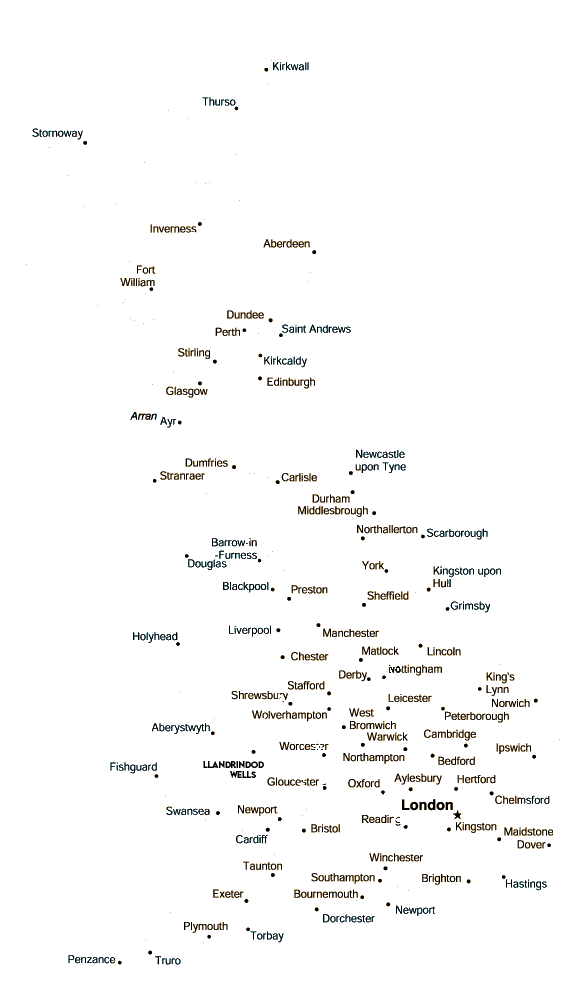 Kirkwall
Thurso
Stornoway
Inverness
Aberdeen
Fort
William
Dundee
Perth
Saint Andrews
Stirling
Kirkcaldy
Glasgow
Edinburgh
Arran
Ayr
Newcastle
upon Tyne
Dumfries
Stranraer
Carlisle
Durham
Middlesbrough
Northallerton
Scarborough
Barrow-in
-Furness
Douglas
York
Kingston upon
Hull
Blackpool
Preston
Sheffield
Grimsby
Liverpool
Manchester
Holyhead
Chester
Matlock
Lincoln
Derby
Nottingham
King's
Lynn
Stafford
Shrewsbury
Leicester
Norwich
Wolverhampton
West
Bromwich
Peterborough
Aberystwyth
Warwick
Cambridge
Worcester
Northampton
Bedford
Ipswich
Fishguard
LLANDRINDOD
WELLS
Gloucester
Oxford
Aylesbury
Hertford
Chelmsford
London
Swansea
Newport
Reading
Kingston
Maidstone
Cardiff
Bristol
Dover
Winchester
Taunton
Southampton
Brighton
Hastings
Exeter
Bournemouth
Newport
Dorchester
Plymouth
Torbay
Penzance
Truro